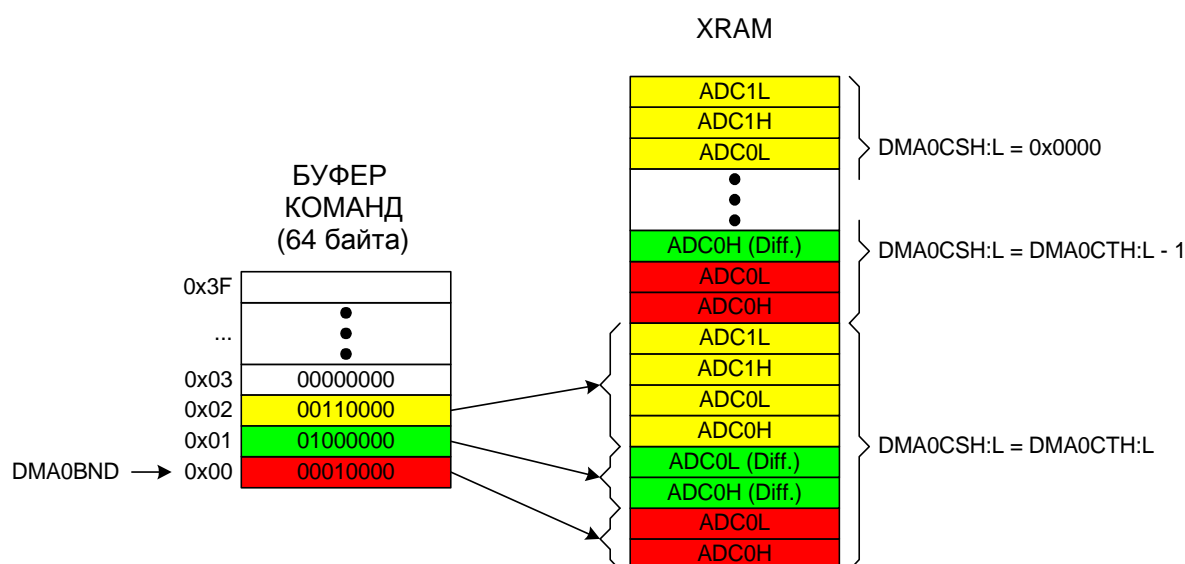 XRAM
ADC1L
ADC1H
ADC0L
DMA0CSH:L = 0x0000
БУФЕР
КОМАНД
(64 байта)
ADC0H (Diff.)
DMA0CSH:L = DMA0CTH:L - 1
ADC0L
ADC0H
0x3F
...
ADC1L
ADC1H
ADC0L
ADC0H
ADC0L (Diff.)
ADC0H (Diff.)
ADC0L
ADC0H
DMA0CSH:L = DMA0CTH:L
0x03 00000000
0x02 00110000
0x01 01000000
DMA0BND 0x00 00010000